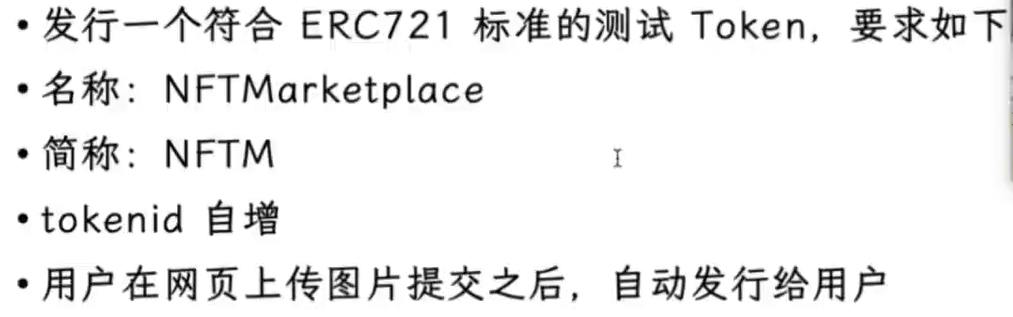 • 发行一个符合 ERC721 标准的测试 Token，要求如下
• 名称：NFTMarketplace
• 简称：NFTM
• tokenid 自增
• 用户在网页上传图片提交之后，自动发行给用户